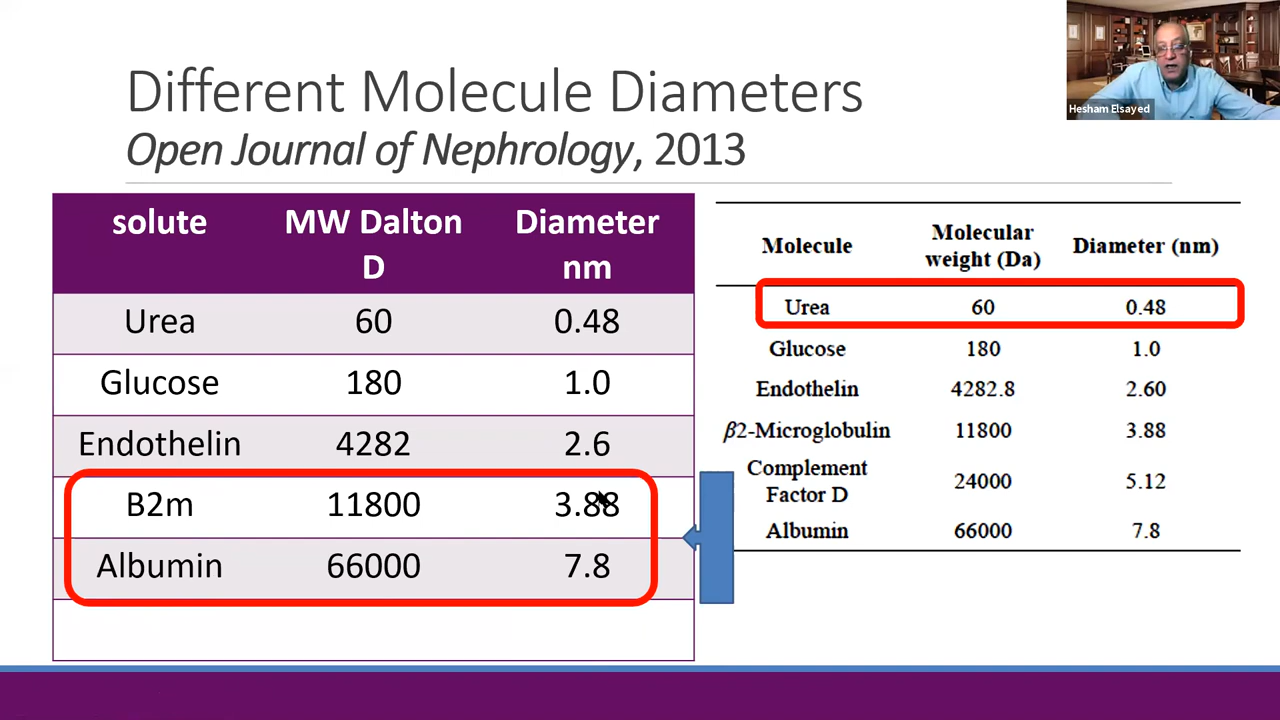 Different Molecule Diameters
Open Journal of Nephrology, 2013
Hesham Elsayed
solute MW Dalton D Diameter nm
Urea 60 0.48
Glucose 180 1.0
Endothelin 4282 2.6
B2m 11800 3.88
Albumin 66000 7.8
Molecule Molecular weight (Da) Diameter (nm)
Urea 60 0.48
Glucose 180 1.0
Endothelin 4282.8 2.60
β2-Microglobulin 11800 3.88
Complement Factor D 24000 5.12
Albumin 66000 7.8